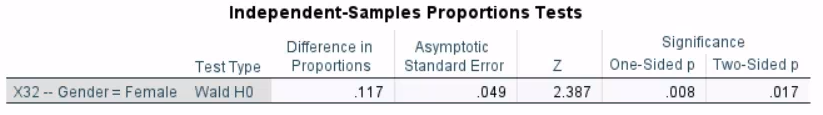 Independent-Samples Proportions Tests
Test Type Difference in Proportions Asymptotic Standard Error Z Significance One-Sided p Two-Sided p
X32 -- Gender = Female Wald H0 .117 .049 2.387 .008 .017